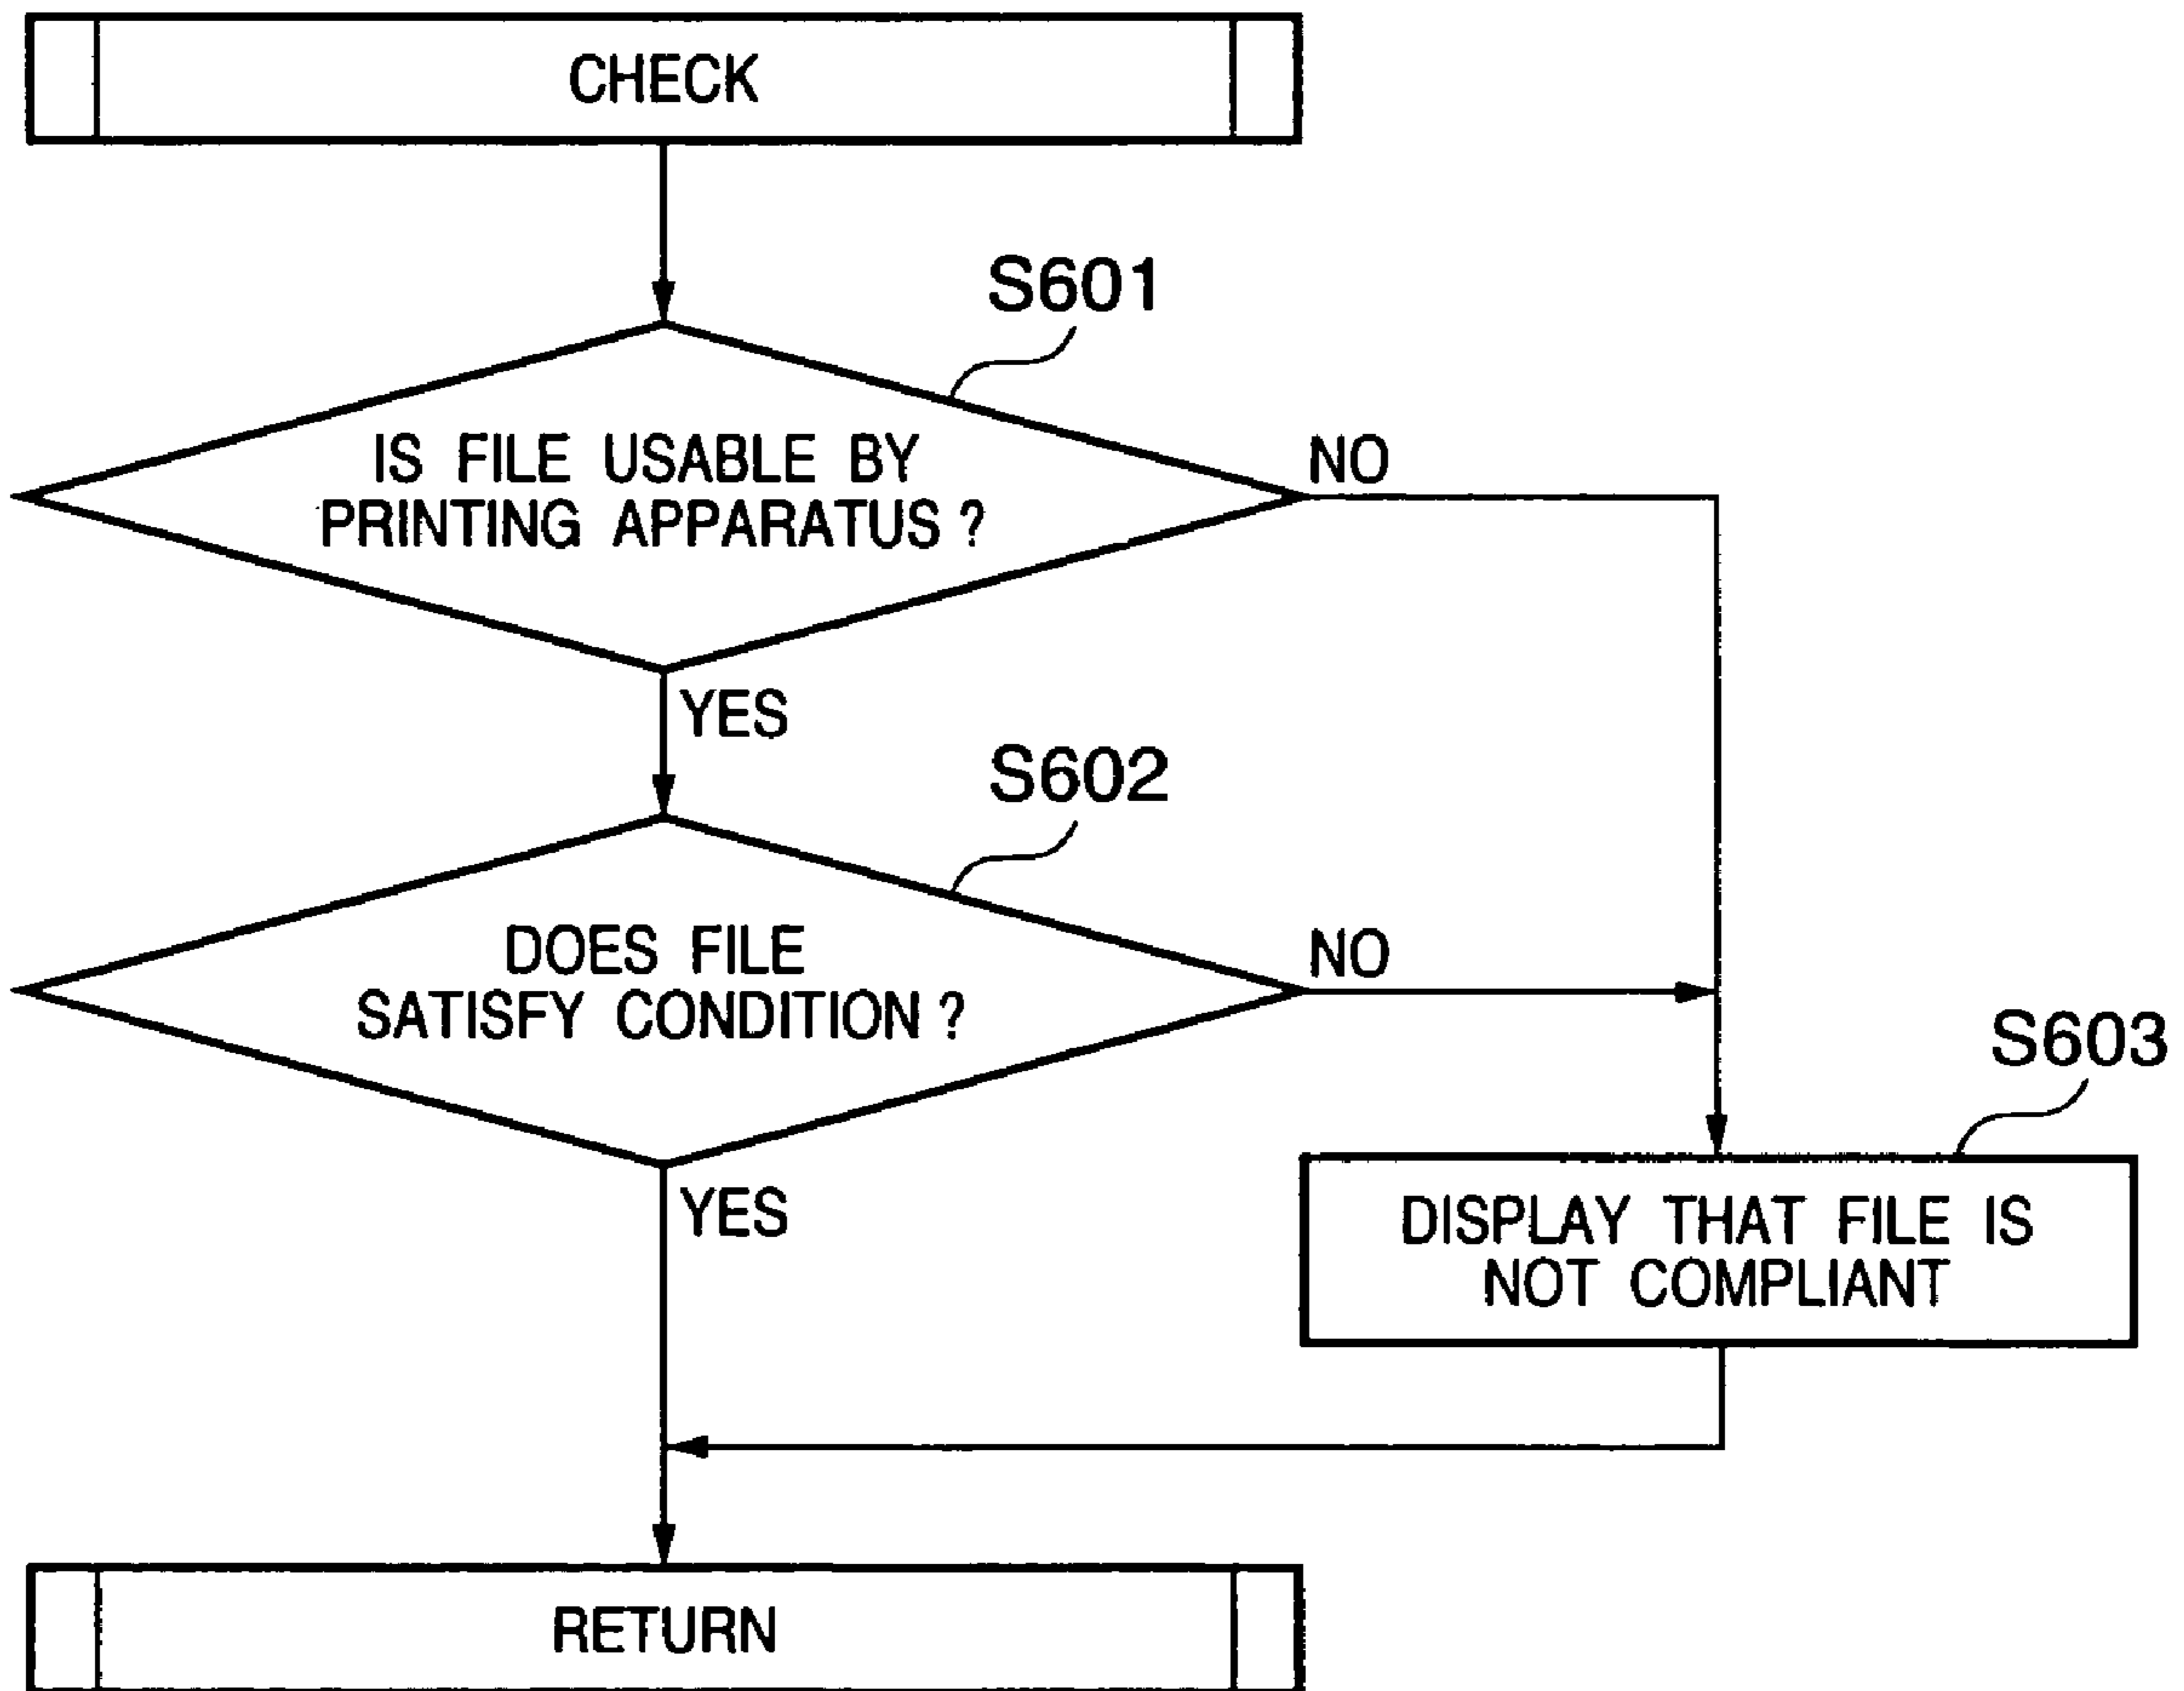 CHECK
S601
IS FILE USABLE BY
PRINTING APPARATUS ?
NO
YES
S602
DOES FILE
SATISFY CONDITION ?
NO
YES
S603
DISPLAY THAT FILE IS
NOT COMPLIANT
RETURN